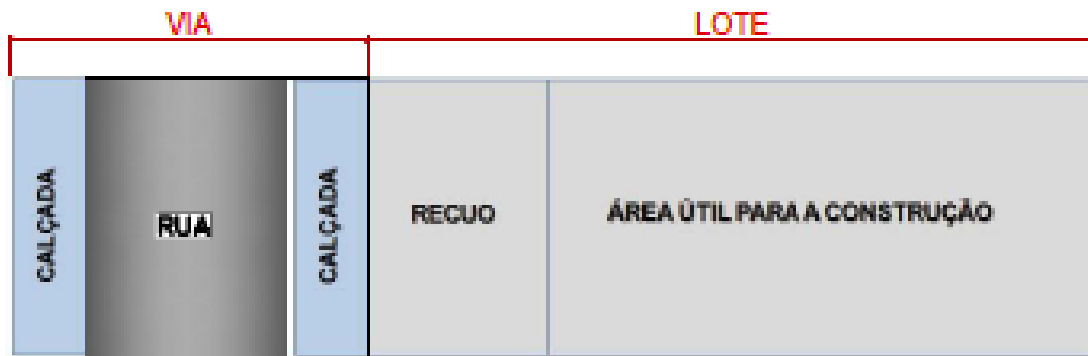 VIA
LOTE
CALÇADA
RUA
CALÇADA
RECUO
ÁREA ÚTIL PARA A CONSTRUÇÃO